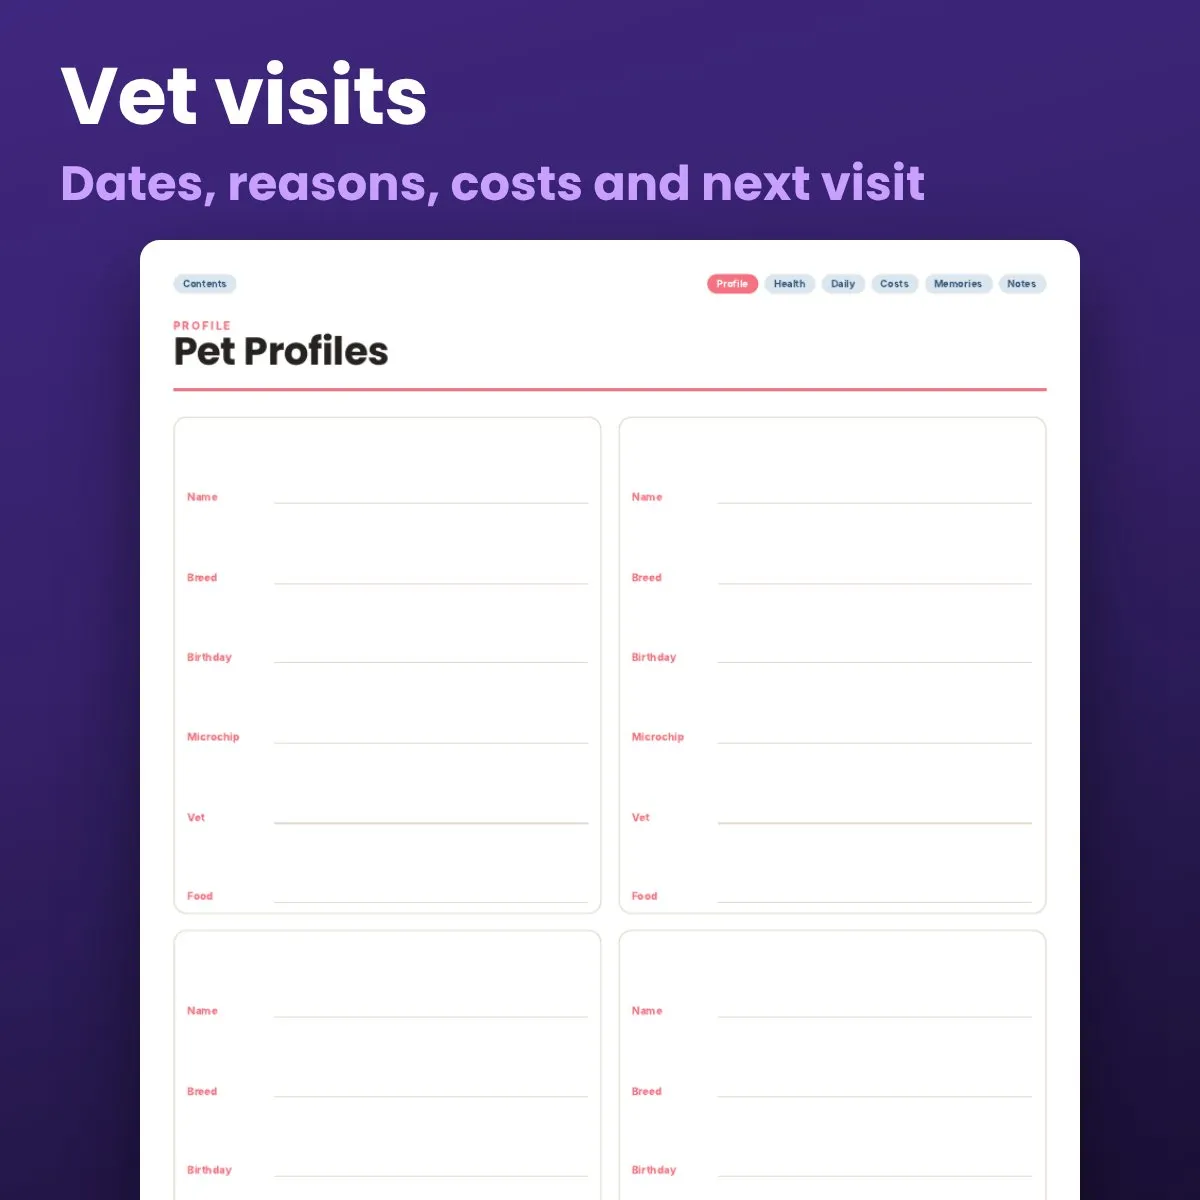 Vet visits
Dates, reasons, costs and next visit
Contents Profile Health Daily Costs Memories Notes
PROFILE
Pet Profiles
Name Name
Breed Breed
Birthday Birthday
Microchip Microchip
Vet Vet
Food Food
Name Name
Breed Breed
Birthday Birthday